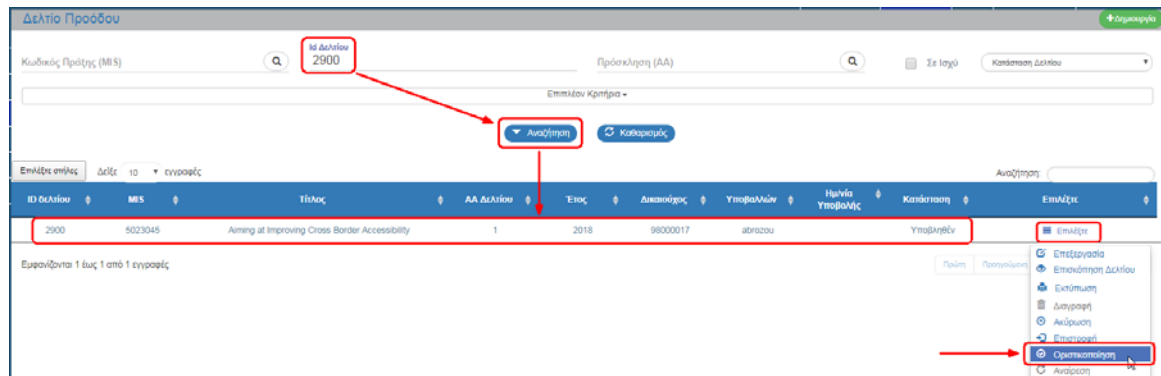 Δελτίο Προόδου
+Δημιουργία
Κωδικός Πράξης (MIS)
Id Δελτίου
2900
Πρόσκληση (ΑΑ)
Σε Ισχύ
Κατάσταση Δελτίου
Επιπλέον Κριτήρια
Αναζήτηση
Καθαρισμός
Επιλέξτε στήλες
Δείξε 10 εγγραφές
Αναζήτηση:
ID δελτίου MIS Τίτλος ΑΑ Δελτίου Έτος Δικαιούχος Υποβαλλών Ημ/νία Υποβολής Κατάσταση Επιλέξτε
2900 5023045 Aiming at Improving Cross Border Accessibility 1 2018 98000017 abrozou Υποβληθέν Επιλέξτε
Εμφανίζονται 1 έως 1 από 1 εγγραφές
Πρώτη Προηγούμενη
Επεξεργασία
Επισκόπηση Δελτίου
Εκτύπωση
Διαγραφή
Ακύρωση
Επιστροφή
Οριστικοποίηση
Αναίρεση